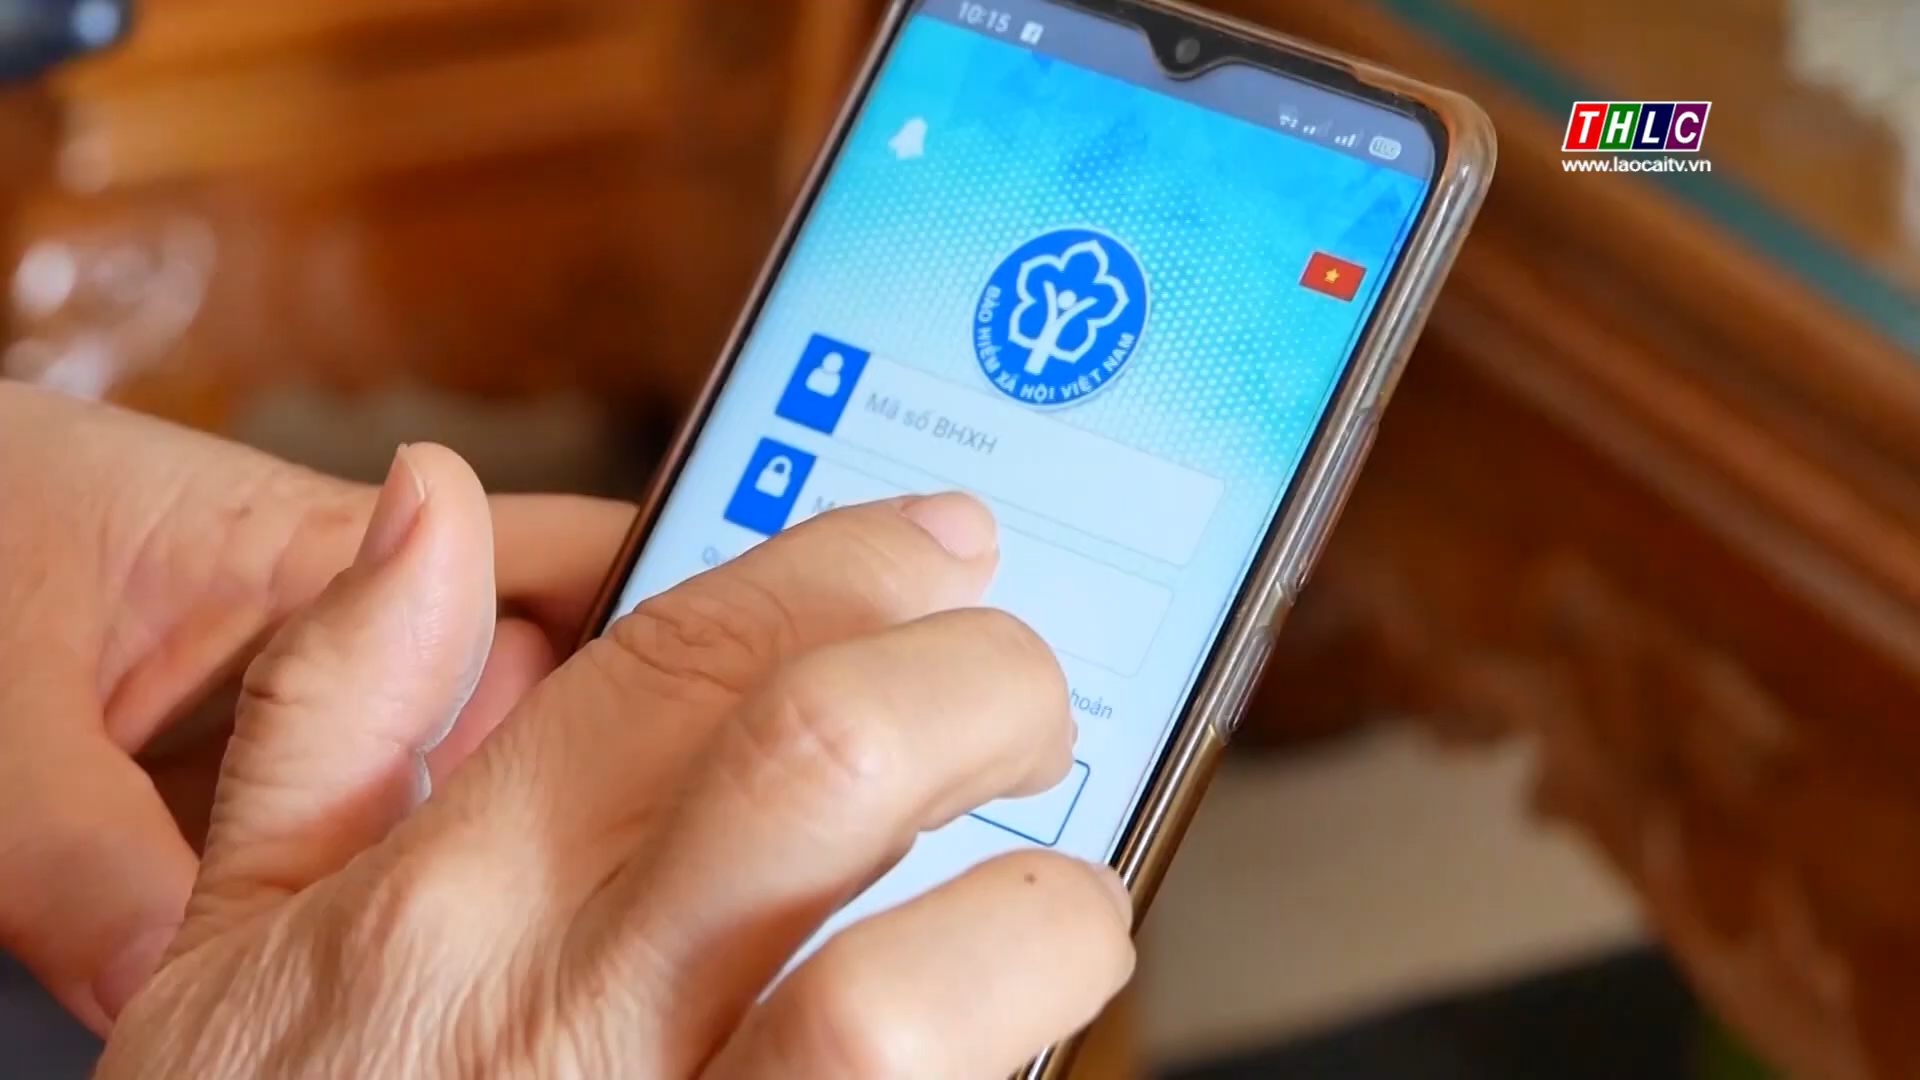 10:15
THLC
www.laocaitv.vn
BẢO HIỂM XÃ HỘI VIỆT NAM
Mã số BHXH